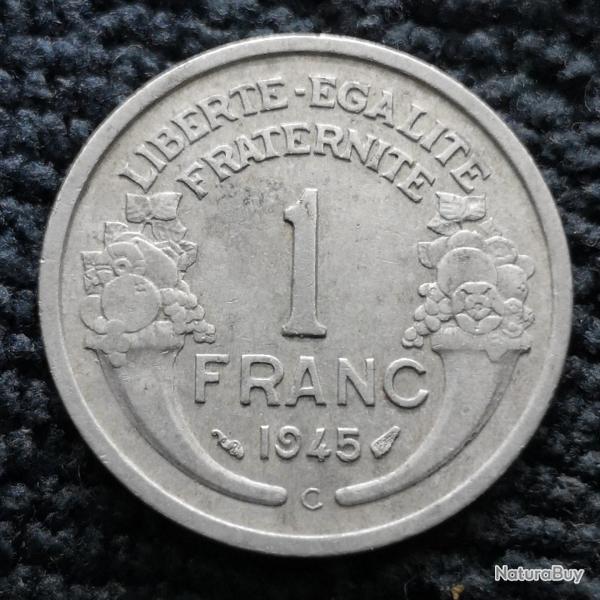 LIBERTE-EGALITE
FRATERNITE
1
FRANC
1945
C
NaturaBuy